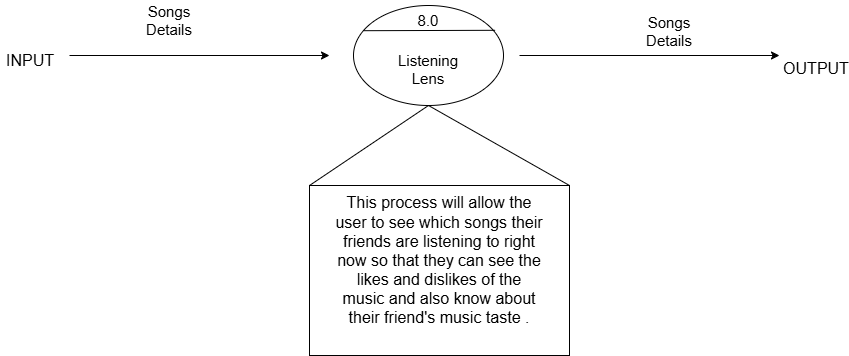 Songs
Details
8.0
Songs
Details
INPUT
Listening
Lens
OUTPUT
This process will allow the
user to see which songs their
friends are listening to right
now so that they can see the
likes and dislikes of the
music and also know about
their friend's music taste .